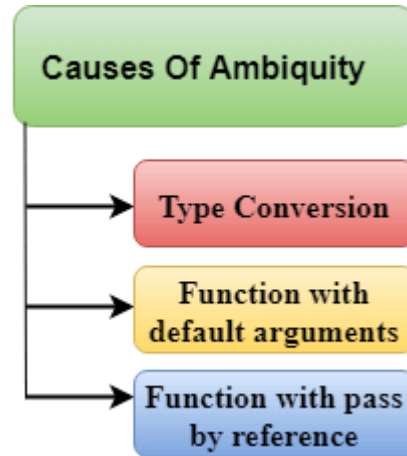 Causes Of Ambiquity
Type Conversion
Function with
default arguments
Function with pass
by reference